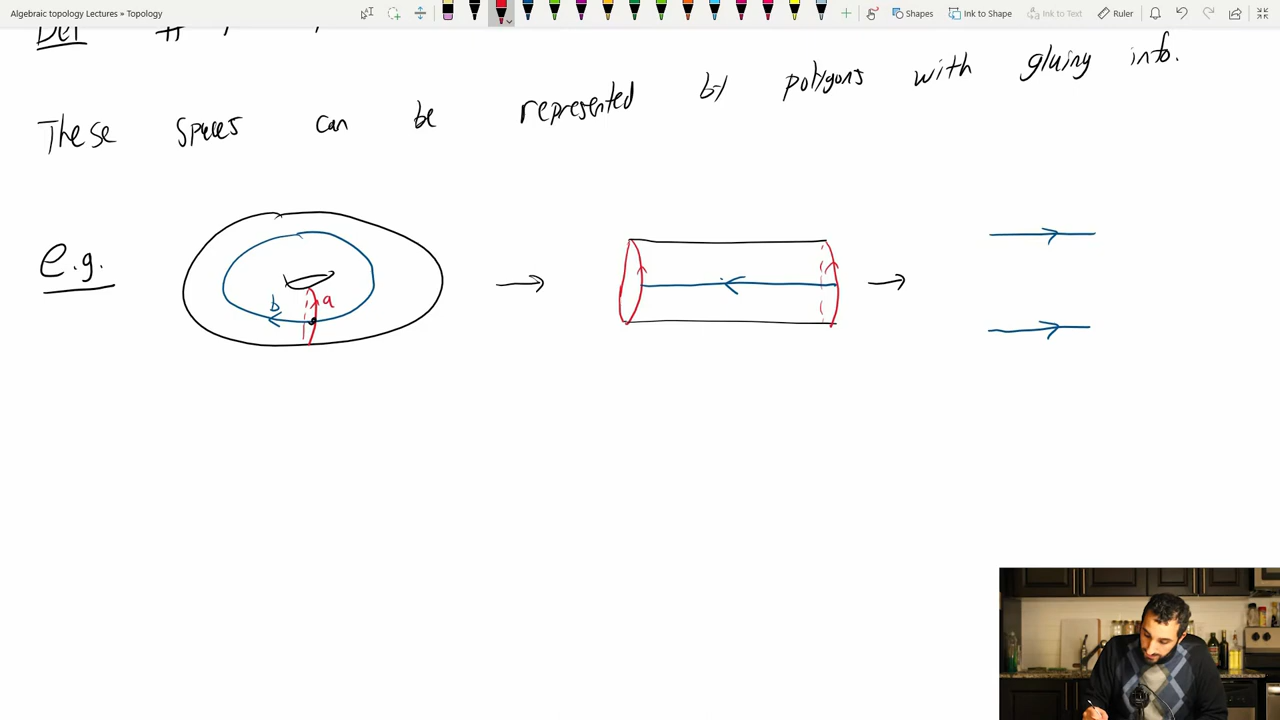 Algebraic topology Lectures » Topology
Shapes
Ink to Shape
Ink to Text
Ruler
Def #
These spaces can be represented by polygons with gluing info.
e.g.
b a